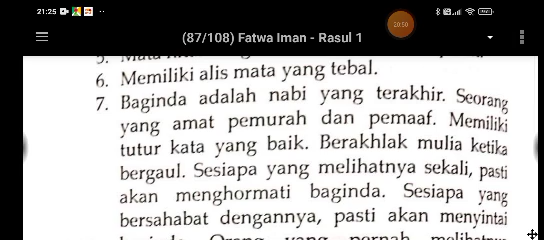 21:25
20:50
(87/108) Fatwa Iman - Rasul 1
6. Memiliki alis mata yang tebal.
7. Baginda adalah nabi yang terakhir. Seorang
yang amat pemurah dan pemaaf. Memiliki
tutur kata yang baik. Berakhlak mulia ketika
bergaul. Sesiapa yang melihatnya sekali, pasti
akan menghormati baginda. Sesiapa yang
bersahabat dengannya, pasti akan menyintai